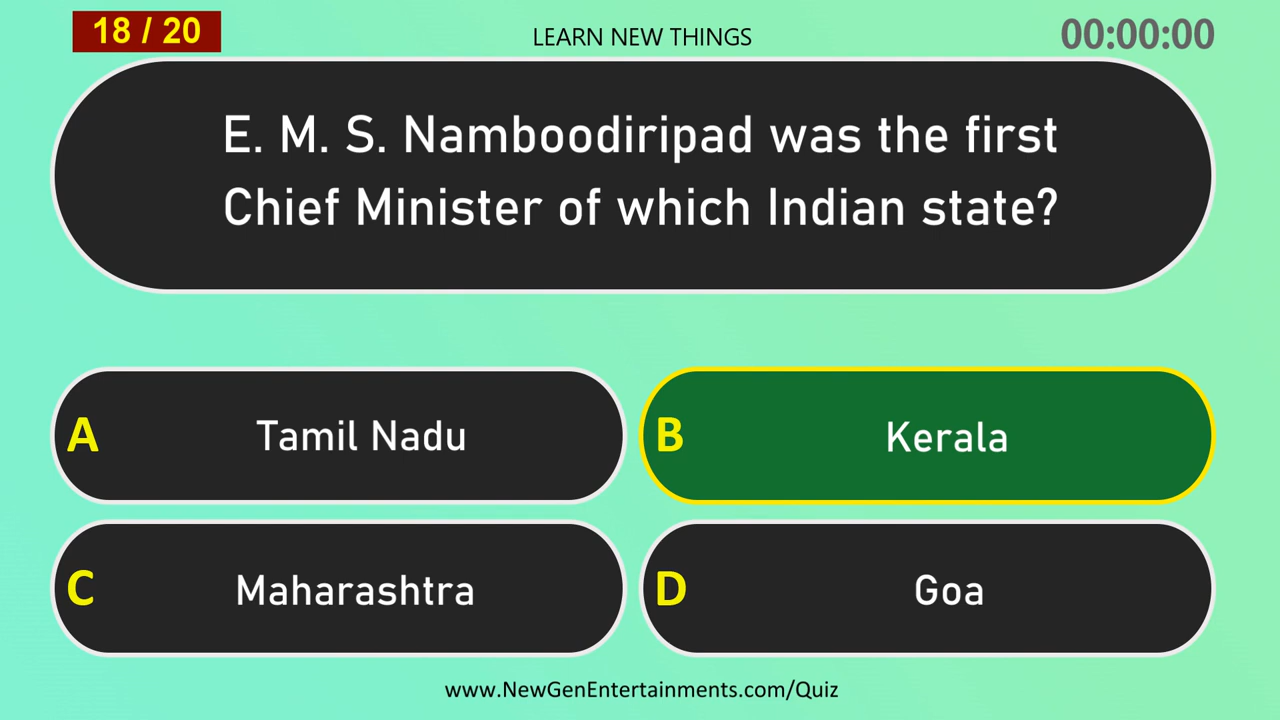 18 / 20
LEARN NEW THINGS
00:00:00
E. M. S. Namboodiripad was the first
Chief Minister of which Indian state?
A Tamil Nadu
B Kerala
C Maharashtra
D Goa
www.NewGenEntertainments.com/Quiz